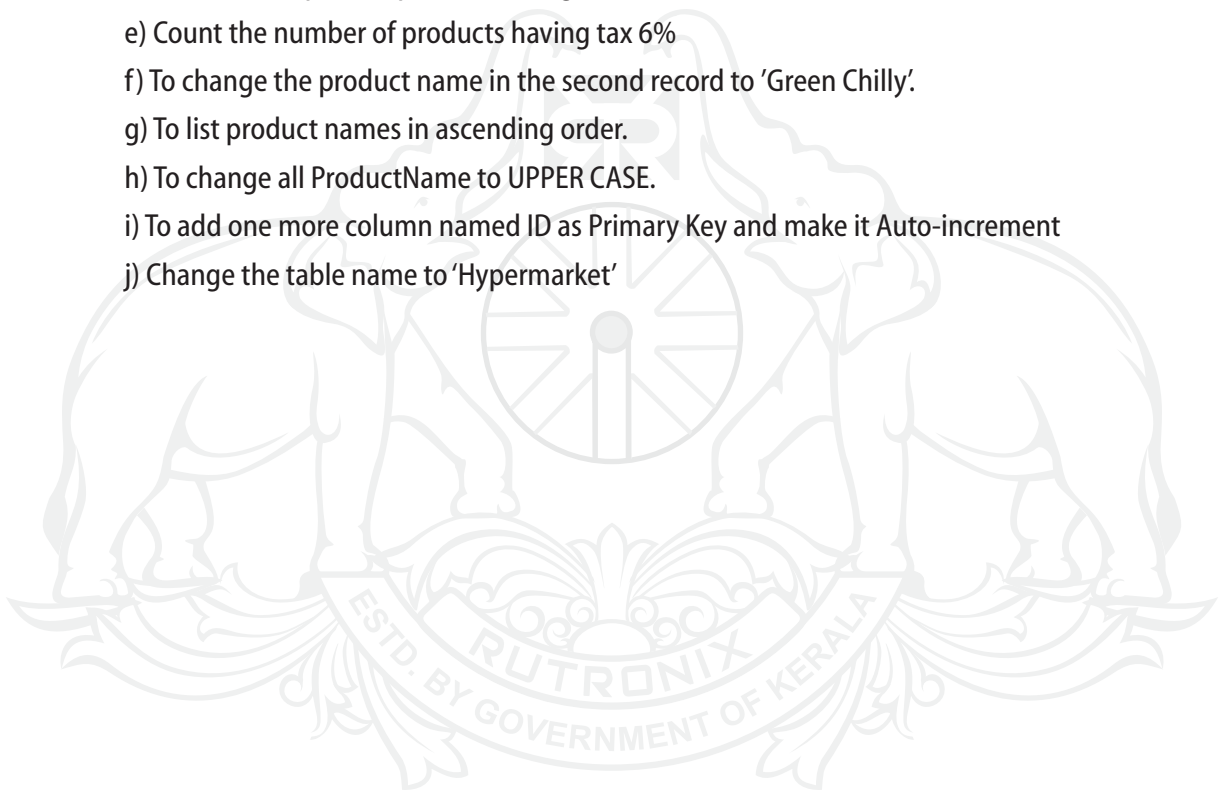 e) Count the number of products having tax 6%
f) To change the product name in the second record to ’Green Chilly’.
g) To list product names in ascending order.
h) To change all ProductName to UPPER CASE.
i) To add one more column named ID as Primary Key and make it Auto-increment
j) Change the table name to ‘Hypermarket’
ESTD. BY GOVERNMENT OF KERALA
RUTRONIX